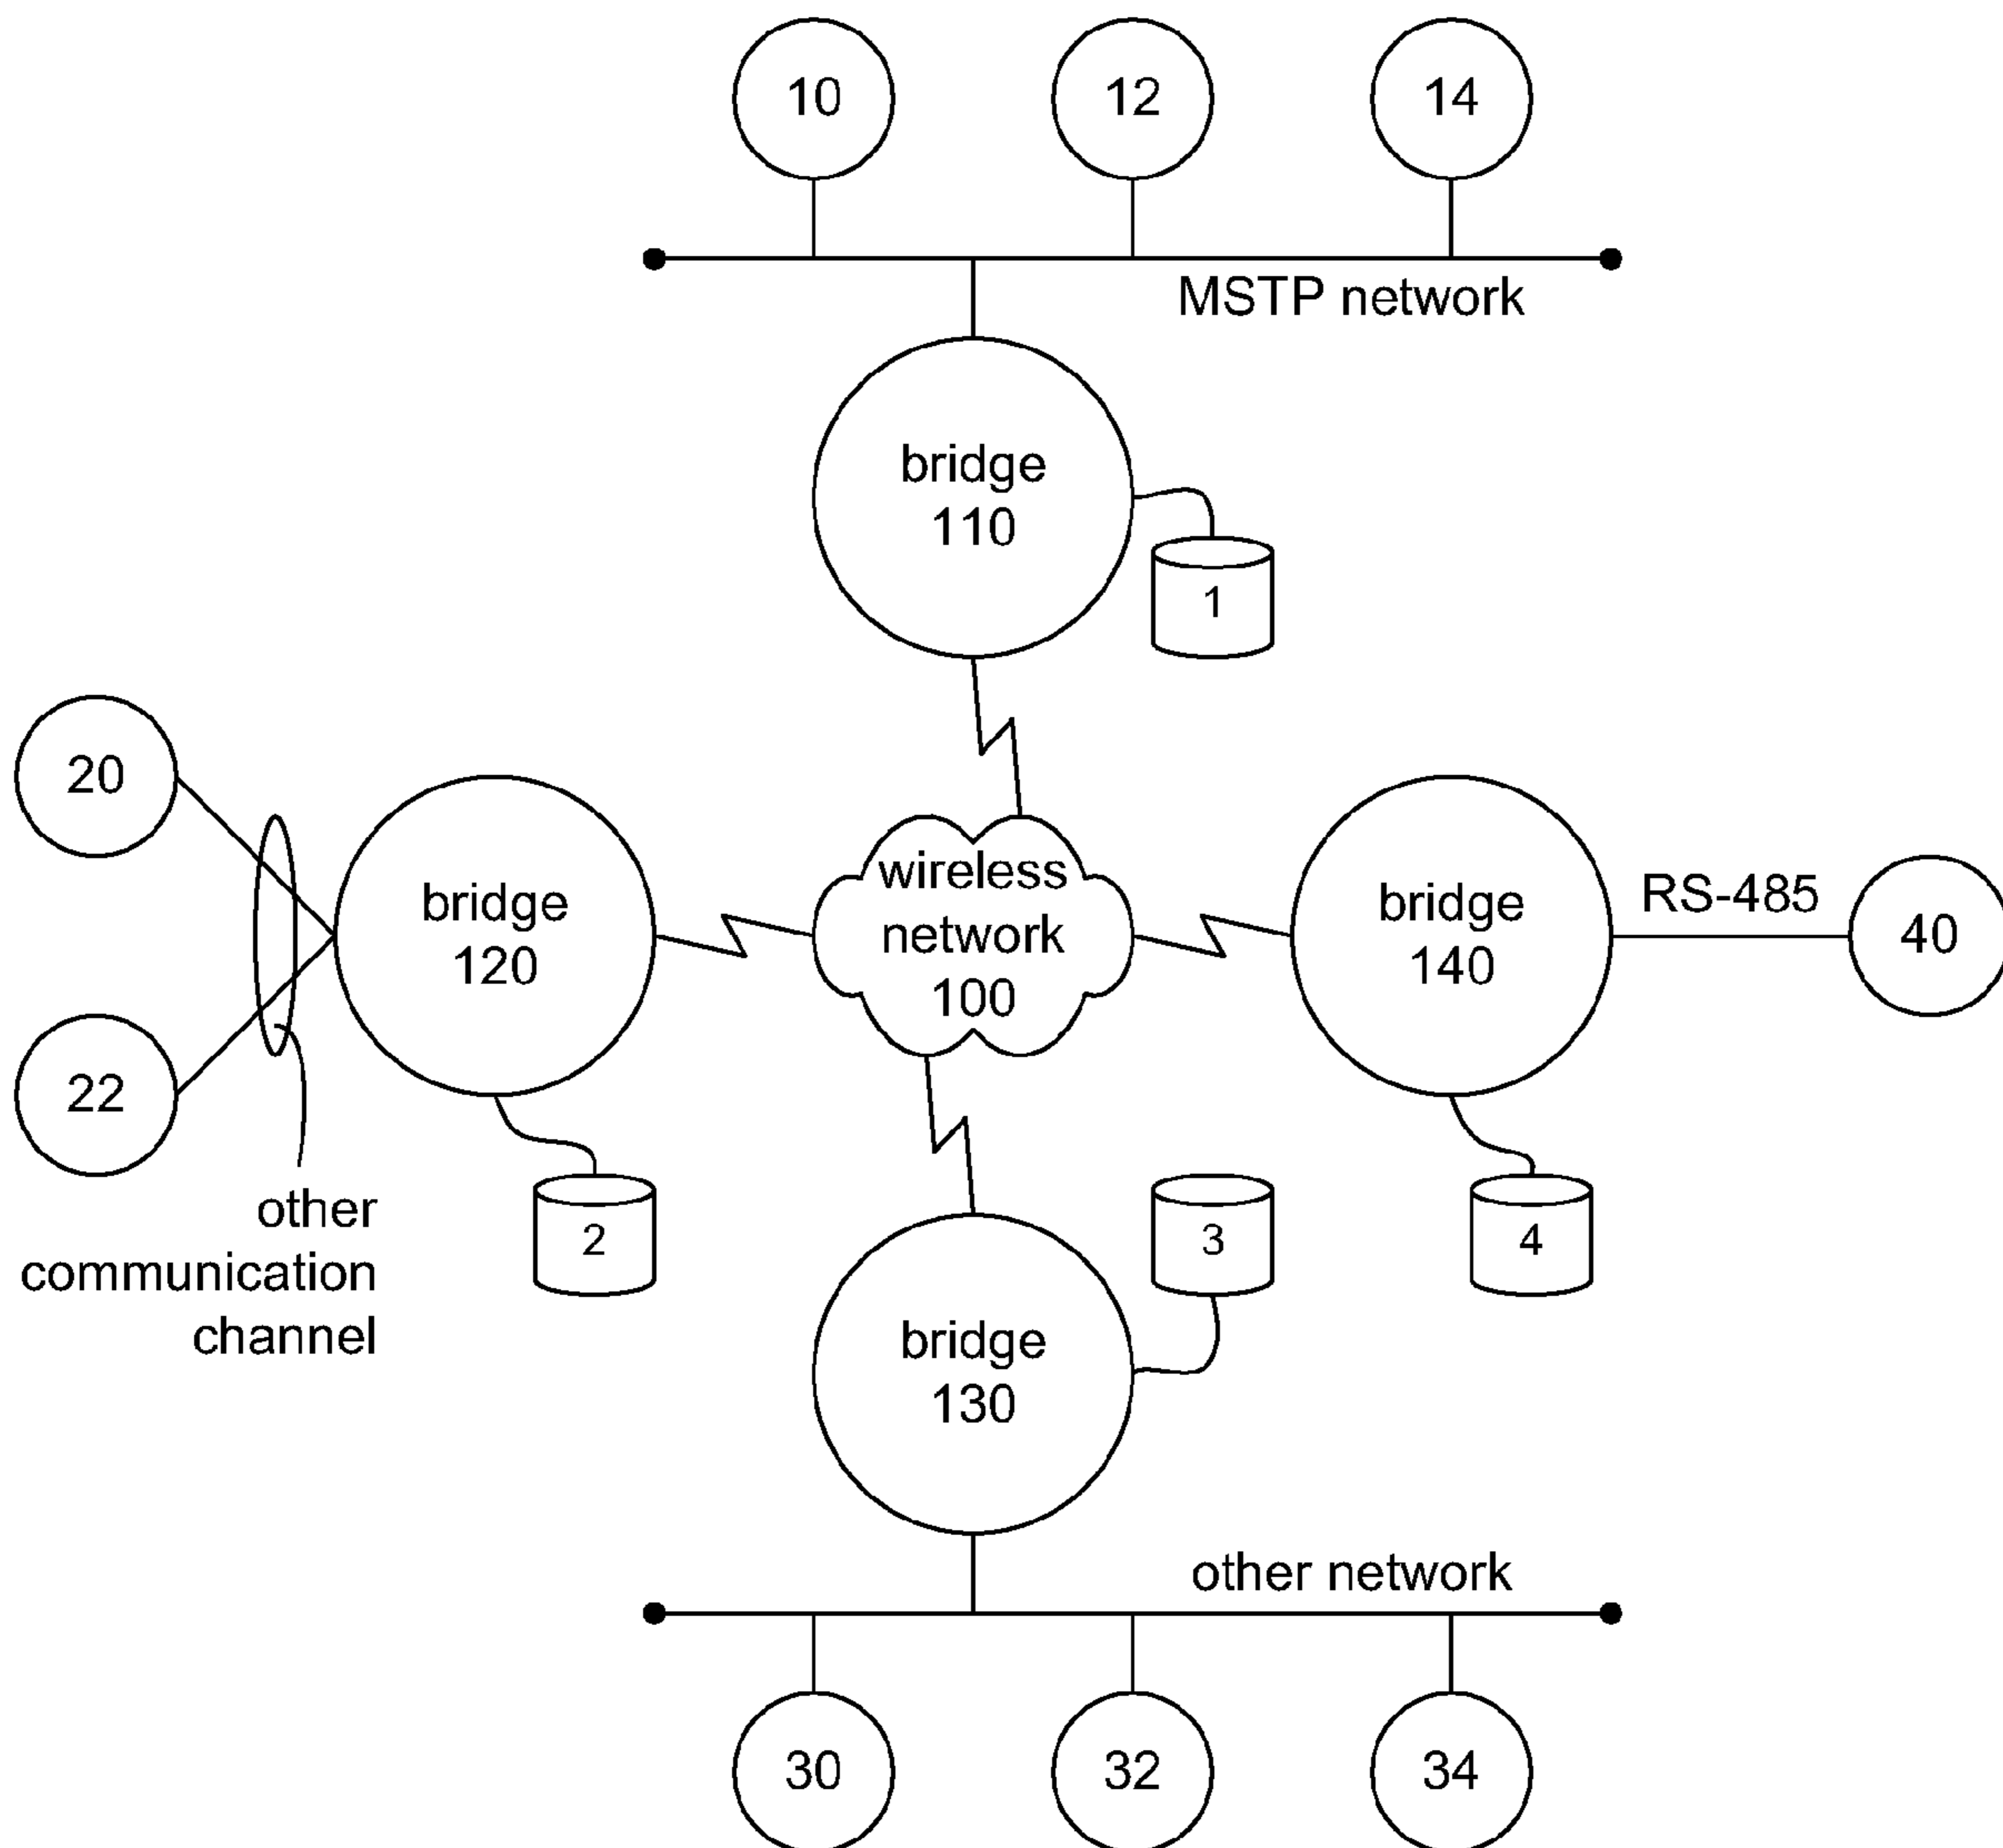 10
12
14
MSTP network
bridge
110
1
20
22
bridge
120
wireless
network
100
bridge
140
RS-485
40
other
communication
channel
2
3
4
bridge
130
other network
30
32
34